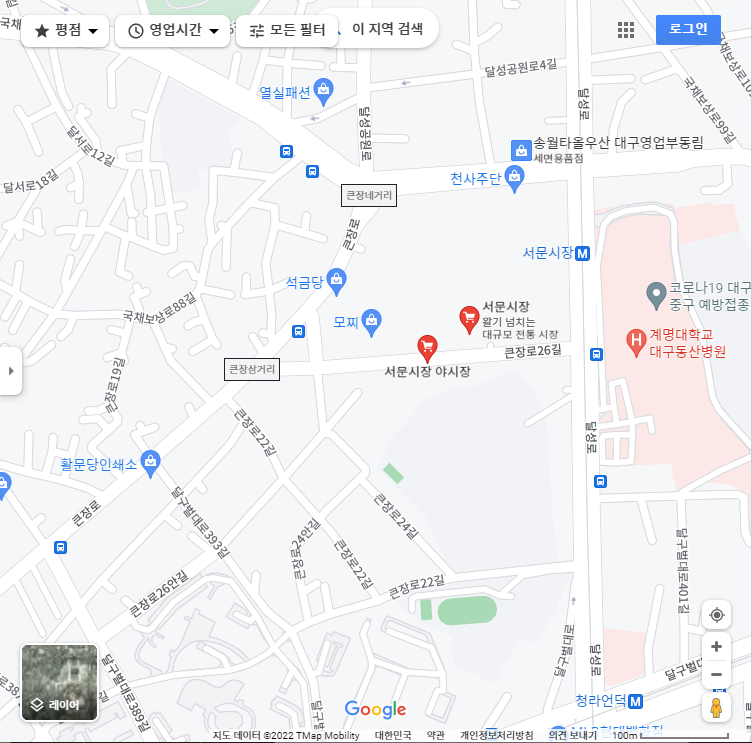 국채
평점
영업시간
모든 필터
이 지역 검색
로그인
달성공원로4길
국채보상로99길
열실패션
달성공원로
달성로
달서로12길
송월타올우산 대구영업부동림
세면용품점
달서로18길
천사주단
큰장네거리
큰장로
서문시장
석금당
코로나19 대구
중구 예방접종
국채보상로88길
모찌
서문시장
왈기 넘치는
대규모 전통 시장
계명대학교
대구동산병원
큰장로26길
서문시장 야시장
큰장삼거리
큰장로19길
큰장로22길
달성로
활문당인쇄소
큰장로
달구벌대로393길
큰장로24길
큰장로24안길
큰장로22길
달구벌대로401길
큰장로26안길
큰장로22길
달구벌대로
달성로
달구벌대로389길
레이어
청라언덕
Google
지도 데이터 ©2022 TMap Mobility
대한민국
약관
개인정보처리방침
의견 보내기
100m